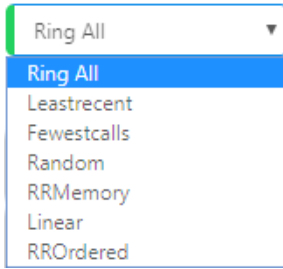 Ring All
Ring All
Leastrecent
Fewestcalls
Random
RRMemory
Linear
RROrdered